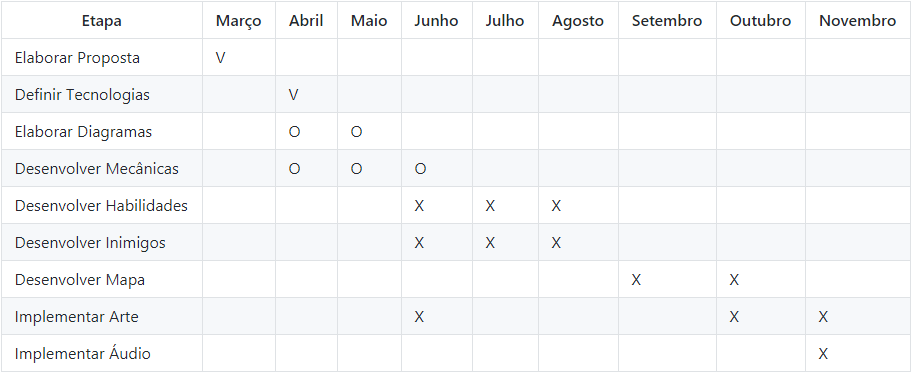 Etapa Março Abril Maio Junho Julho Agosto Setembro Outubro Novembro
Elaborar Proposta V
Definir Tecnologias V
Elaborar Diagramas O O
Desenvolver Mecânicas O O O
Desenvolver Habilidades X X X
Desenvolver Inimigos X X X
Desenvolver Mapa X X
Implementar Arte X X X
Implementar Áudio X